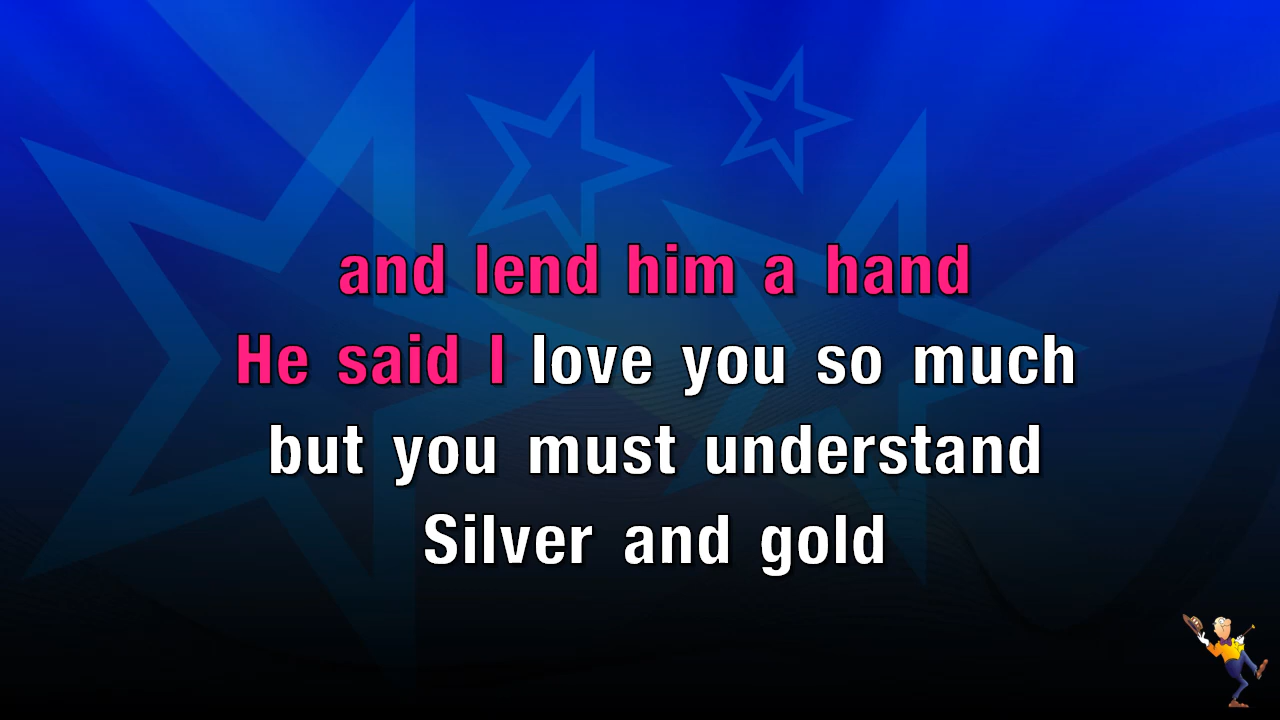 and lend him a hand
He said I love you so much
but you must understand
Silver and gold